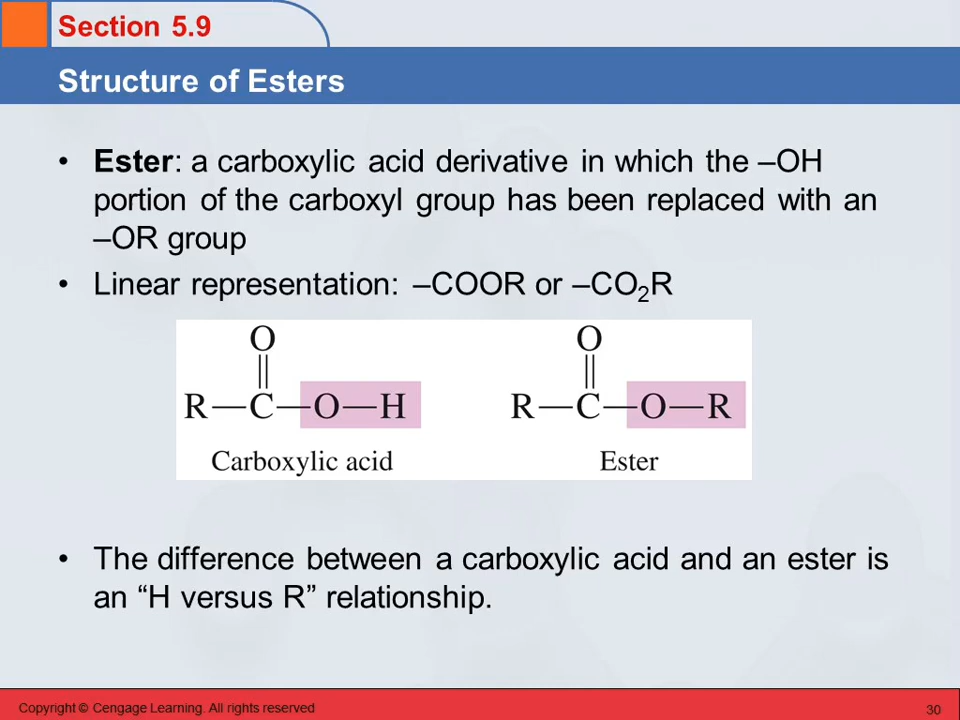 Section 5.9
Structure of Esters
• Ester: a carboxylic acid derivative in which the –OH
portion of the carboxyl group has been replaced with an
–OR group
• Linear representation: –COOR or –CO₂R
O O
R—C—O—H R—C—O—R
Carboxylic acid Ester
• The difference between a carboxylic acid and an ester is
an “H versus R” relationship.
Copyright © Cengage Learning. All rights reserved 30